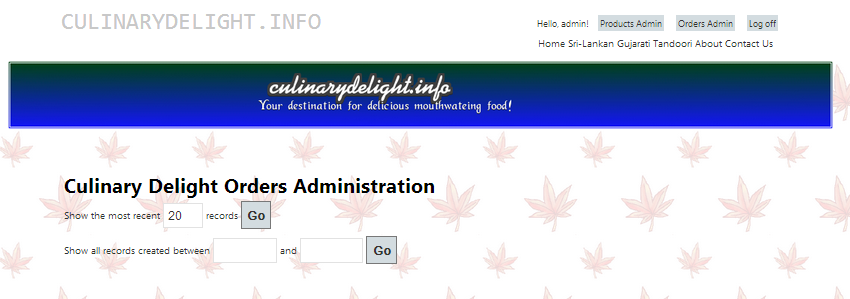 CULINARYDELIGHT.INFO
Hello, admin! Products Admin Orders Admin Log off
Home Sri-Lankan Gujarati Tandoori About Contact Us
culinarydelight.info
Your destination for delicious mouthwateing food!
Culinary Delight Orders Administration
Show the most recent 20 records Go
Show all records created between and Go